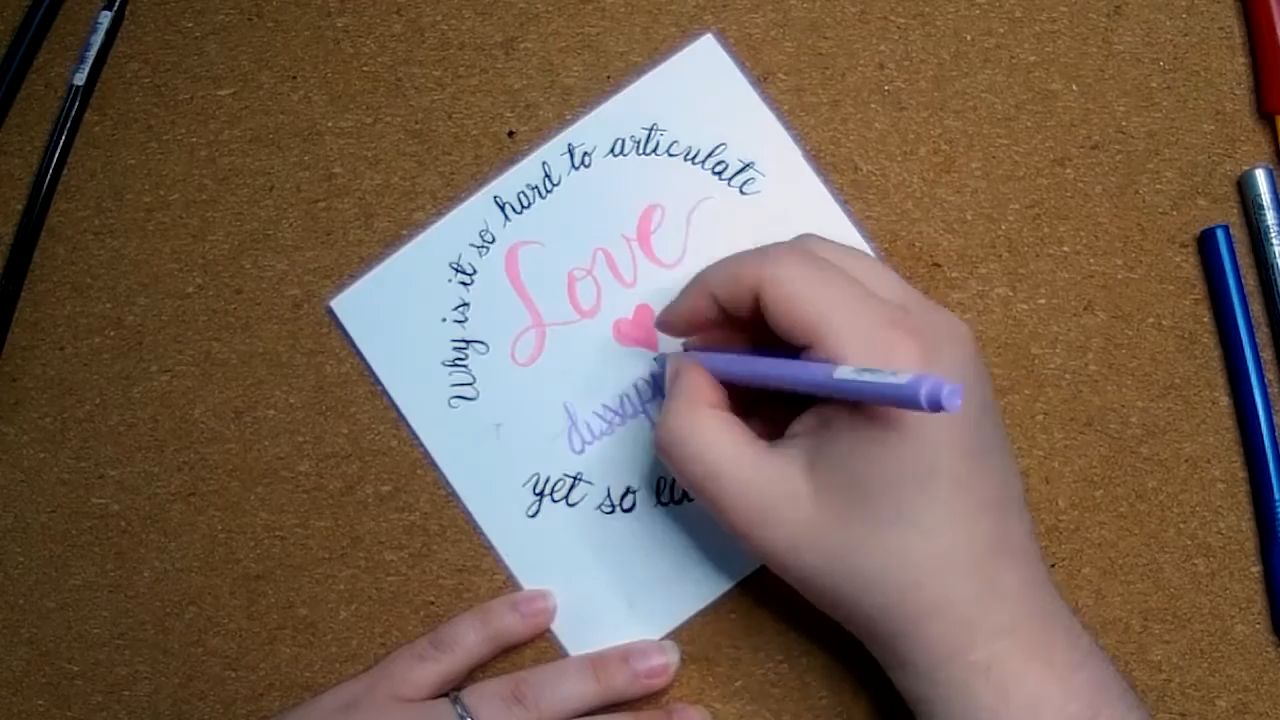 Why is it so hard to articulate
Love
yet so